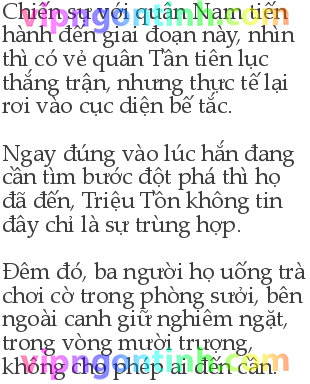 Chiến sự với quân Nam tiến
vipngontinh.com
hành đến giai đoạn này, nhìn
thì có vẻ quân Tần tiên lục
thắng trận, nhưng thực tế lại
rơi vào cục diện bế tắc.
Ngay đúng vào lúc hắn đang
cần tìm bước đột phá thì họ
đã đến, Triệu Tồn không tin
đây chỉ là sự trùng hợp.
Đêm đó, ba người họ uống trà
chơi cờ trong phòng sưởi, bên
ngoài canh giữ nghiêm ngặt,
trong vòng mười trượng,
không cho phép ai đến gần.
vipngontinh.com